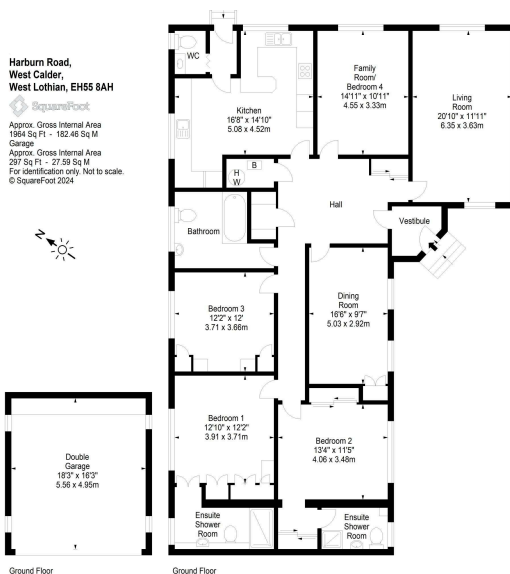 Harburn Road,
West Calder,
West Lothian, EH55 8AH
SquareFoot
Approx. Gross Internal Area
1964 Sq Ft - 182.46 Sq M
Garage
Approx. Gross Internal Area
297 Sq Ft - 27.59 Sq M
For identification only. Not to scale.
© SquareFoot 2024
N
WC
Kitchen
16'8" x 14'10"
5.08 x 4.52m
Family
Room/
Bedroom 4
14'11" x 10'11"
4.55 x 3.33m
Living
Room
20'10" x 11'11"
6.35 x 3.63m
B
H
W
Hall
Vestibule
Bathroom
Dining
Room
16'6" x 9'7"
5.03 x 2.92m
Bedroom 3
12'2" x 12'
3.71 x 3.66m
Bedroom 1
12'10" x 12'2"
3.91 x 3.71m
Bedroom 2
13'4" x 11'5"
4.06 x 3.48m
Double
Garage
18'3" x 16'3"
5.56 x 4.95m
Ensuite
Shower
Room
Ensuite
Shower
Room
Ground Floor
Ground Floor